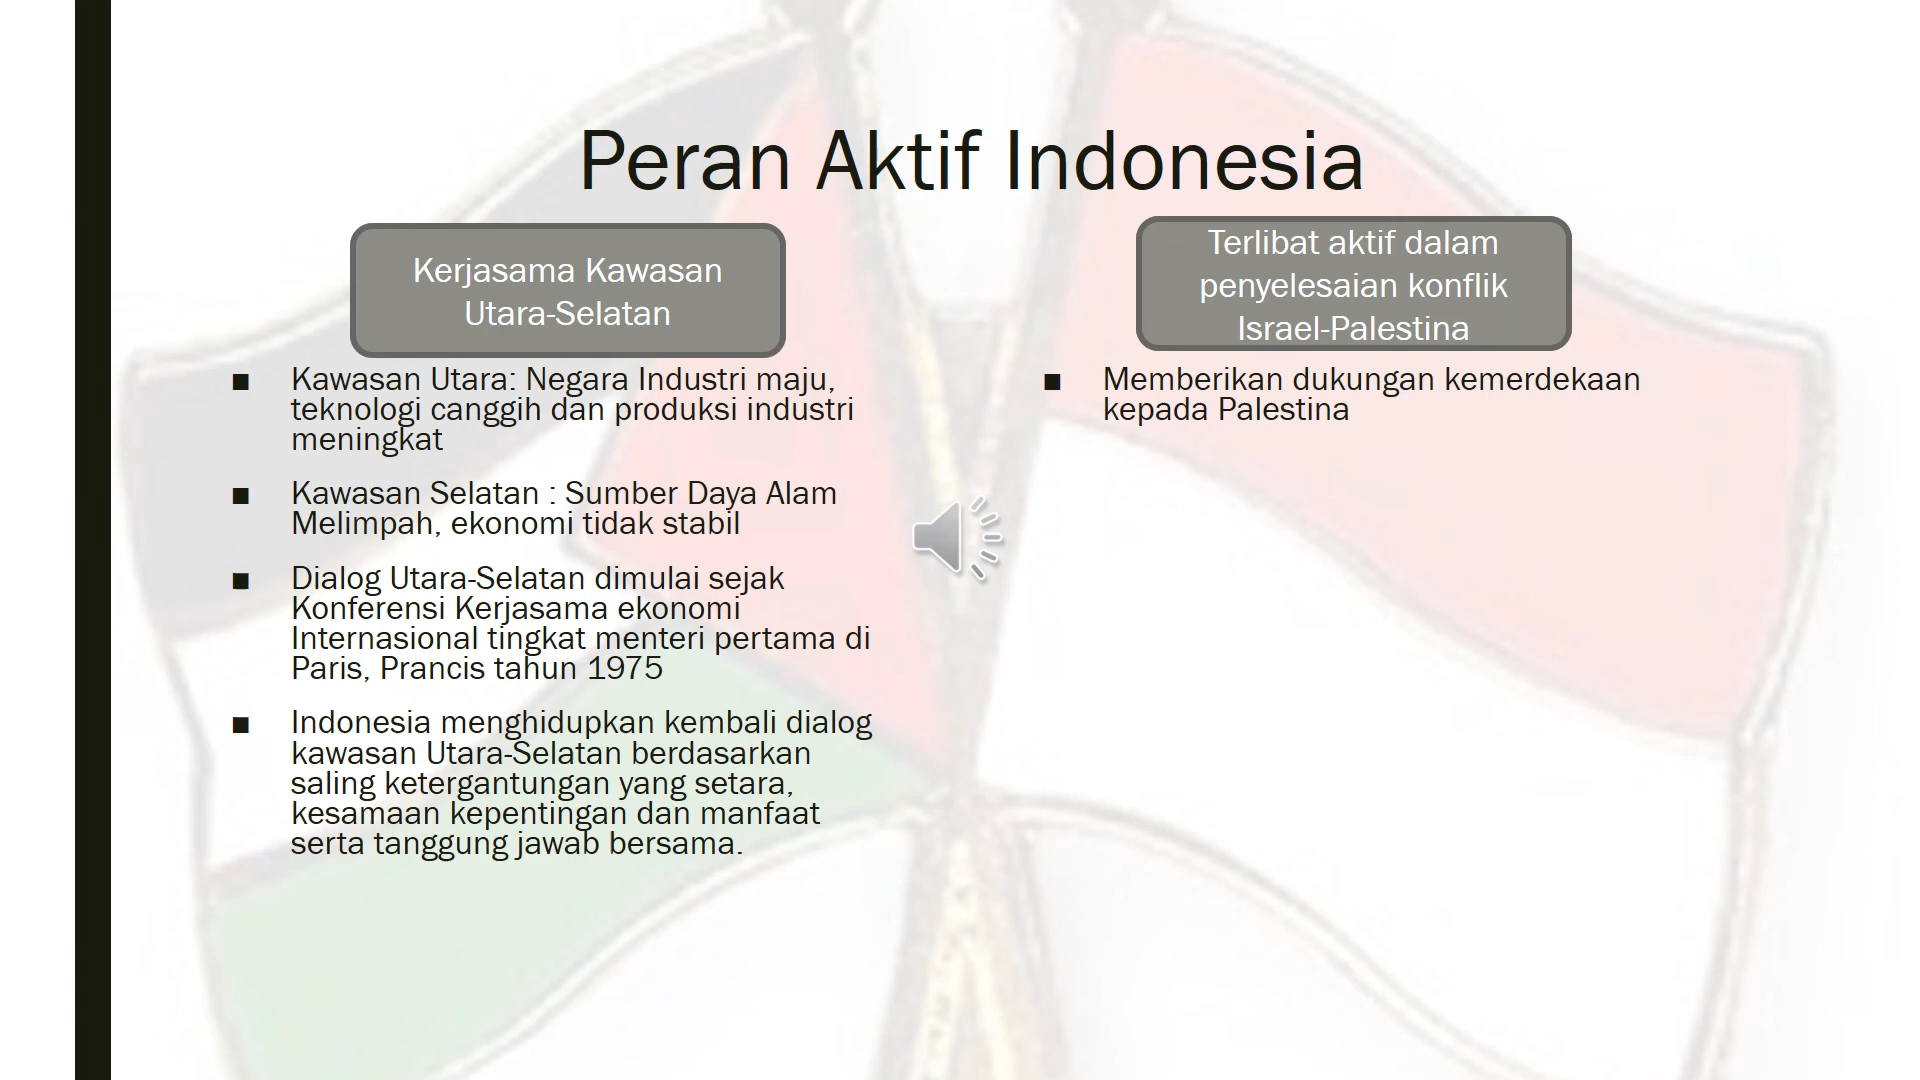 Peran Aktif Indonesia
Kerjasama Kawasan
Utara-Selatan
■ Kawasan Utara: Negara Industri maju,
teknologi canggih dan produksi industri
meningkat
■ Kawasan Selatan : Sumber Daya Alam
Melimpah, ekonomi tidak stabil
■ Dialog Utara-Selatan dimulai sejak
Konferensi Kerjasama ekonomi
Internasional tingkat menteri pertama di
Paris, Prancis tahun 1975
■ Indonesia menghidupkan kembali dialog
kawasan Utara-Selatan berdasarkan
saling ketergantungan yang setara,
kesamaan kepentingan dan manfaat
serta tanggung jawab bersama.
Terlibat aktif dalam
penyelesaian konflik
Israel-Palestina
■ Memberikan dukungan kemerdekaan
kepada Palestina